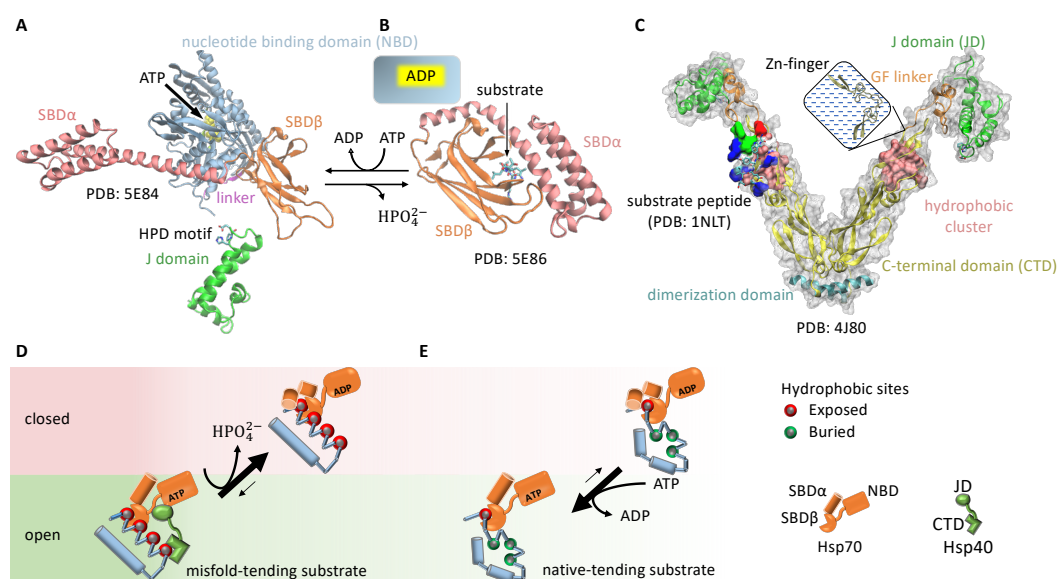 A
nucleotide binding domain (NBD)
ATP
SBDα
SBDβ
linker
PDB: 5E84
HPD motif
J domain
ADP
ATP
HPO₄²⁻
B
ADP
substrate
SBDα
SBDβ
PDB: 5E86
C
J domain (JD)
Zn-finger
GF linker
substrate peptide
(PDB: 1NLT)
hydrophobic
cluster
C-terminal domain (CTD)
dimerization domain
PDB: 4J80
D
closed
HPO₄²⁻
ADP
ATP
open
misfold-tending substrate
E
ADP
ATP
ADP
ATP
native-tending substrate
Hydrophobic sites
Exposed
Buried
SBDα
NBD
SBDβ
Hsp70
JD
CTD
Hsp40